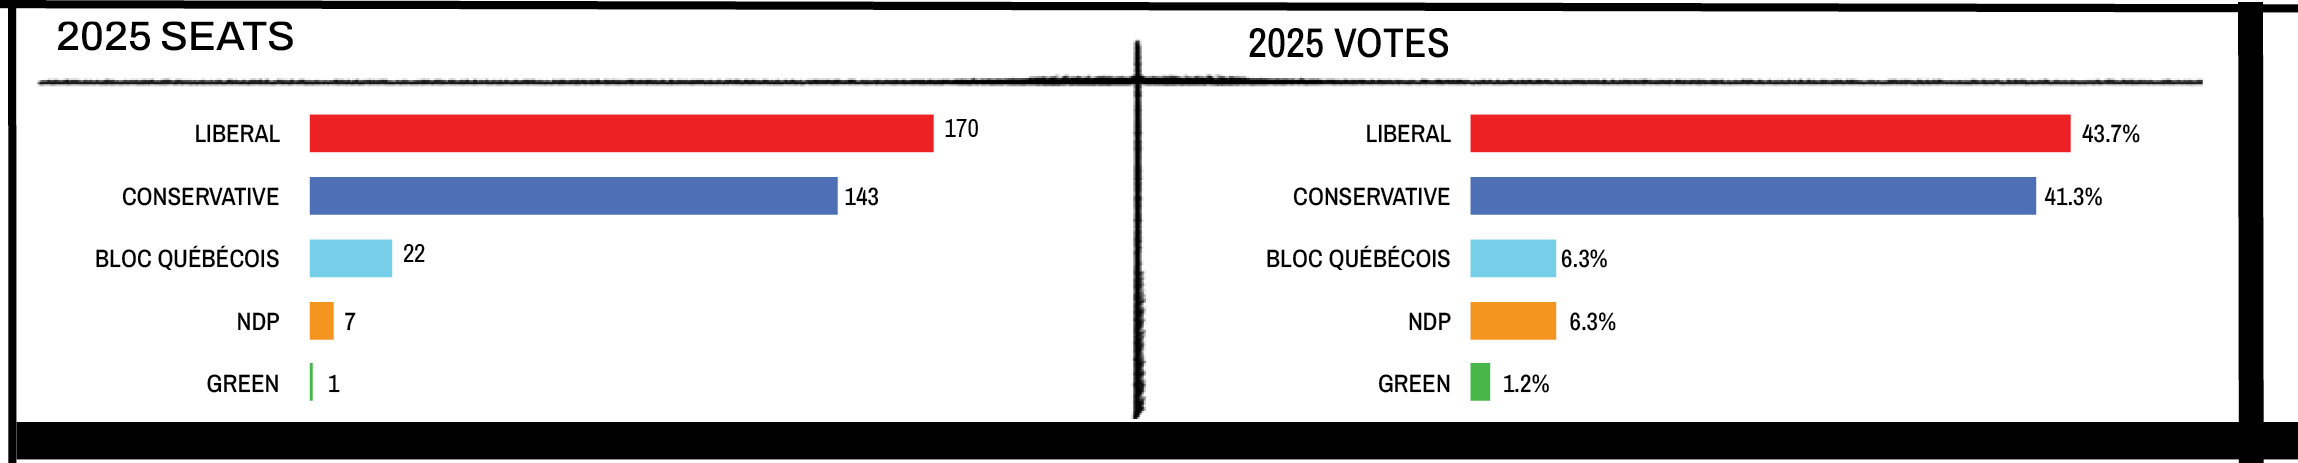 2025 SEATS
LIBERAL 170
CONSERVATIVE 143
BLOC QUÉBÉCOIS 22
NDP 7
GREEN 1
2025 VOTES
LIBERAL 43.7%
CONSERVATIVE 41.3%
BLOC QUÉBÉCOIS 6.3%
NDP 6.3%
GREEN 1.2%